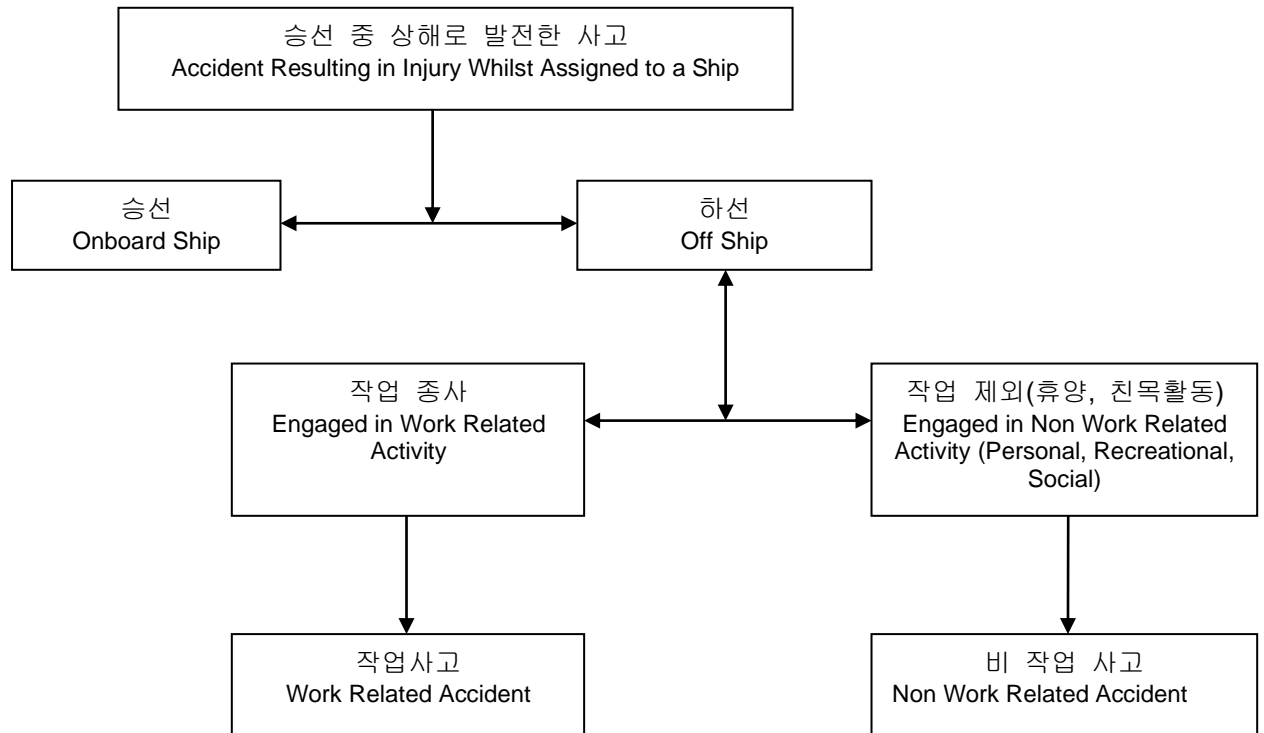 승선 중 상해로 발전한 사고
Accident Resulting in Injury Whilst Assigned to a Ship
승선
Onboard Ship
하선
Off Ship
작업 종사
Engaged in Work Related
Activity
작업 제외(휴양, 친목활동)
Engaged in Non Work Related
Activity (Personal, Recreational,
Social)
작업사고
Work Related Accident
비 작업 사고
Non Work Related Accident